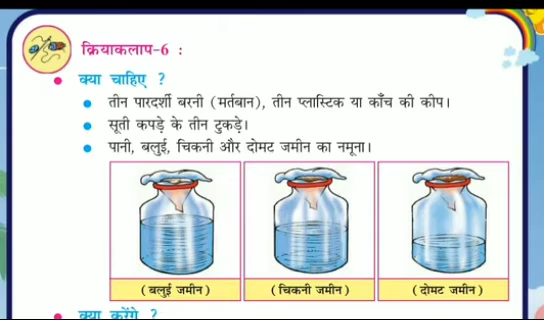 क्रियाकलाप-6 :
क्या चाहिए ?
तीन पारदर्शी बरनी (मर्तबान), तीन प्लास्टिक या काँच की कीप।
सूती कपड़े के तीन टुकड़े।
पानी, बलुई, चिकनी और दोमट जमीन का नमूना।
(बलुई जमीन) (चिकनी जमीन) (दोमट जमीन)
क्या करेंगे ?